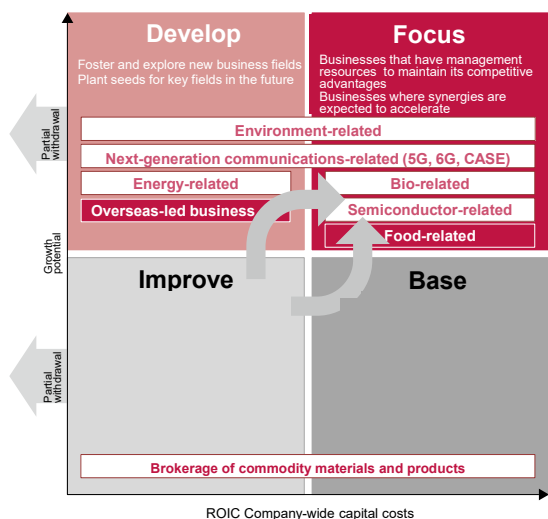 Develop
Foster and explore new business fields
Plant seeds for key fields in the future
Focus
Businesses that have management
resources to maintain its competitive
advantages
Businesses where synergies are
expected to accelerate
Partial
withdrawal
Environment-related
Next-generation communications-related (5G, 6G, CASE)
Energy-related
Bio-related
Overseas-led business
Semiconductor-related
Food-related
Growth
potential
Improve
Base
Partial
withdrawal
Brokerage of commodity materials and products
ROIC Company-wide capital costs